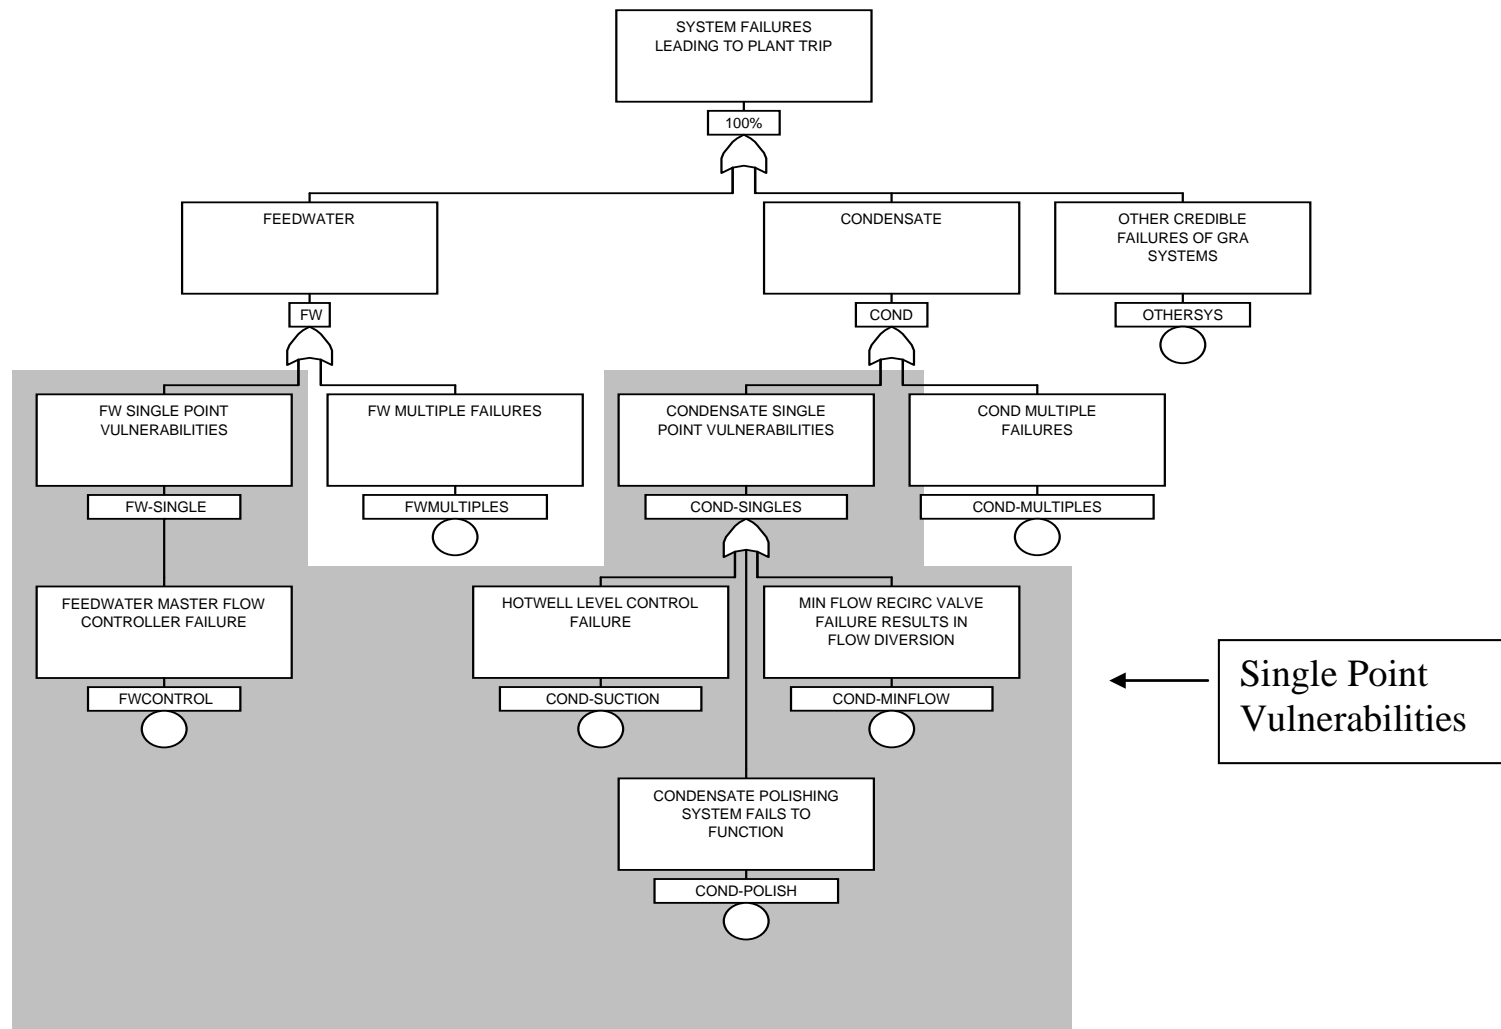 SYSTEM FAILURES
LEADING TO PLANT TRIP
100%
FEEDWATER
FW
CONDENSATE
COND
OTHER CREDIBLE
FAILURES OF GRA
SYSTEMS
OTHERSYS
FW SINGLE POINT
VULNERABILITIES
FW-SINGLE
FW MULTIPLE FAILURES
FWMULTIPLES
CONDENSATE SINGLE
POINT VULNERABILITIES
COND-SINGLES
COND MULTIPLE
FAILURES
COND-MULTIPLES
FEEDWATER MASTER FLOW
CONTROLLER FAILURE
FWCONTROL
HOTWELL LEVEL CONTROL
FAILURE
COND-SUCTION
MIN FLOW RECIRC VALVE
FAILURE RESULTS IN
FLOW DIVERSION
COND-MINFLOW
Single Point
Vulnerabilities
CONDENSATE POLISHING
SYSTEM FAILS TO
FUNCTION
COND-POLISH